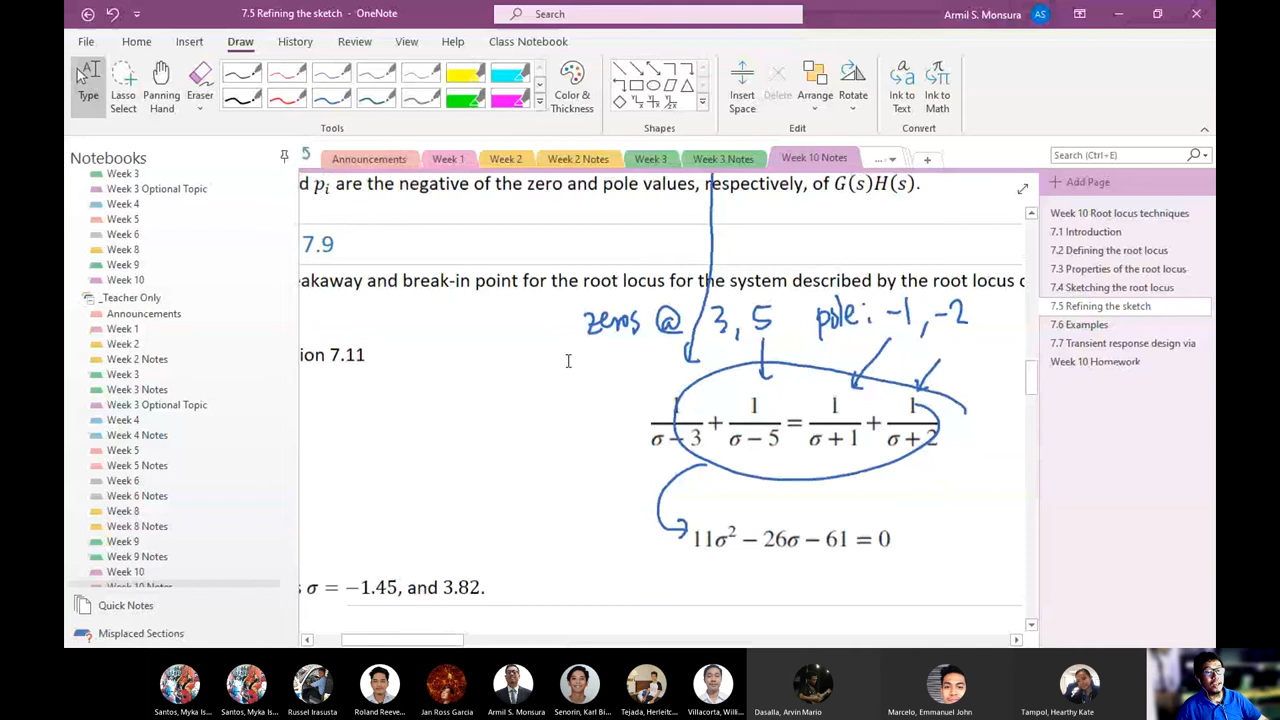 7.5 Refining the sketch - OneNote
Search
Armil S. Monsura
AS
File Home Insert Draw History Review View Help Class Notebook
Type
Lasso Select
Panning Hand
Eraser
Color & Thickness
Insert Space
Delete
Arrange
Rotate
Ink to Text
Ink to Math
Tools
Shapes
Edit
Convert
Notebooks
Announcements
Week 1
Week 2
Week 2 Notes
Week 3
Week 3 Notes
Week 10 Notes
...
Search (Ctrl+E)
Week 3
Week 3 Optional Topic
Week 4
Week 5
Week 6
Week 8
Week 9
Week 10
_Teacher Only
Announcements
Week 1
Week 2
Week 2 Notes
Week 3
Week 3 Notes
Week 3 Optional Topic
Week 4
Week 4 Notes
Week 5
Week 5 Notes
Week 6
Week 6 Notes
Week 8
Week 8 Notes
Week 9
Week 9 Notes
Week 10
Week 10 Notes
Quick Notes
Misplaced Sections
d pᵢ are the negative of the zero and pole values, respectively, of G(s)H(s).
7.9
eakaway and break-in point for the root locus for the system described by the root locus
zeros @ 3, 5 pole: -1, -2
ion 7.11
1/(σ − 3) + 1/(σ − 5) = 1/(σ + 1) + 1/(σ + 2)
11σ² − 26σ − 61 = 0
σ = −1.45, and 3.82.
Add Page
Week 10 Root locus techniques
7.1 Introduction
7.2 Defining the root locus
7.3 Properties of the root locus
7.4 Sketching the root locus
7.5 Refining the sketch
7.6 Examples
7.7 Transient response design via
Week 10 Homework
Santos, Myka Is...
Santos, Myka Is...
Russel Irasusta
Roland Reeve...
Jan Ross Garcia
Armil S. Monsura
Senorin, Karl Bi...
Tejada, Herleitc...
Villacorta, Willi...
Dasalla, Arvin Mario
Marcelo, Emmanuel John
Tampol, Hearthy Kate